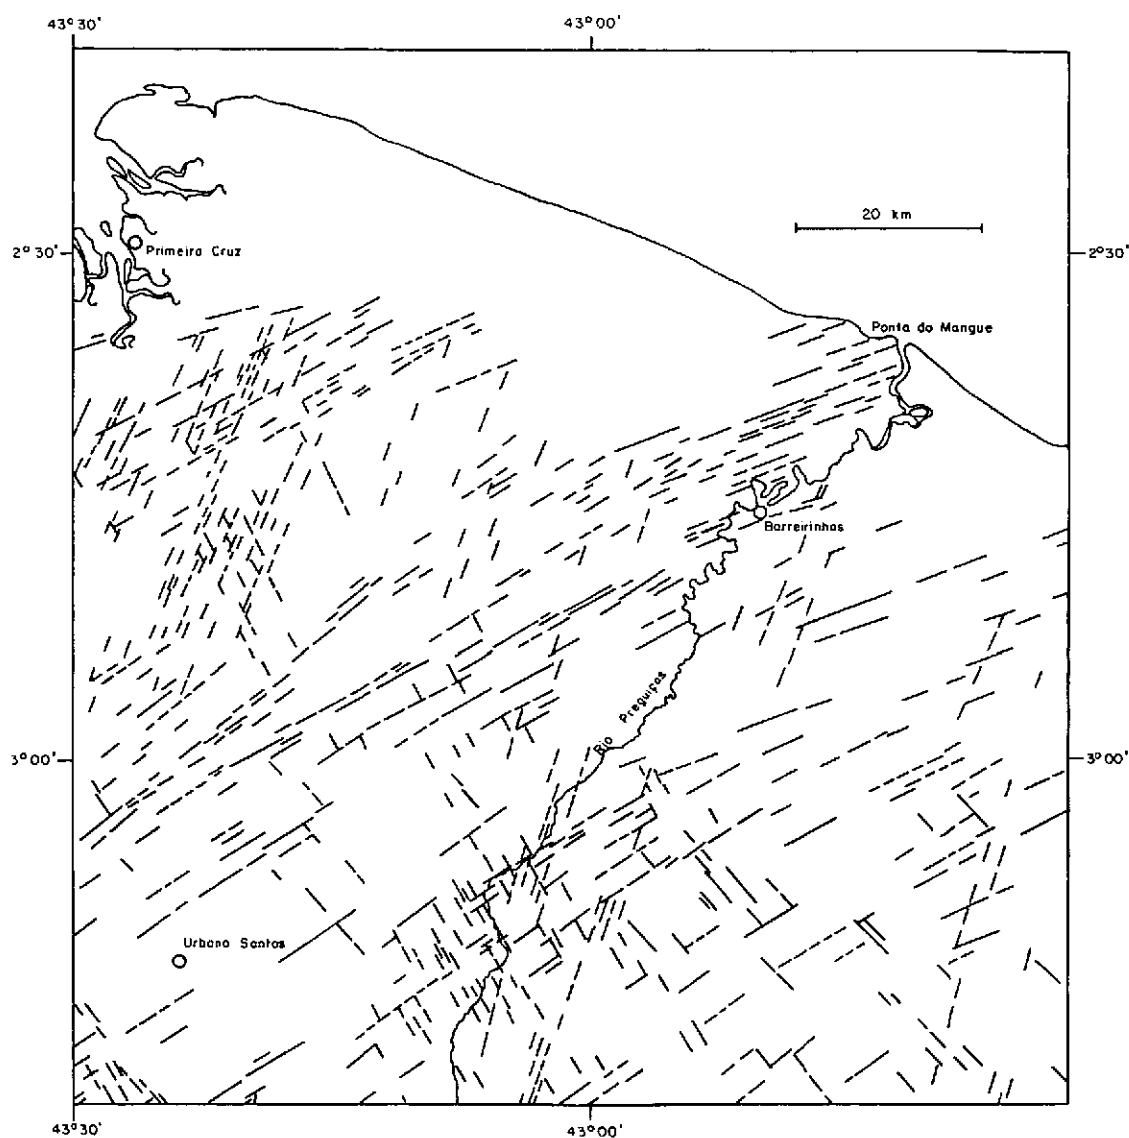 43°30'
43°00'
20 km
Primeira Cruz
2°30'
2°30'
Ponta do Mangue
Barreirinhas
Rio Preguiças
3°00'
3°00'
Urbano Santos
43°30'
43°00'